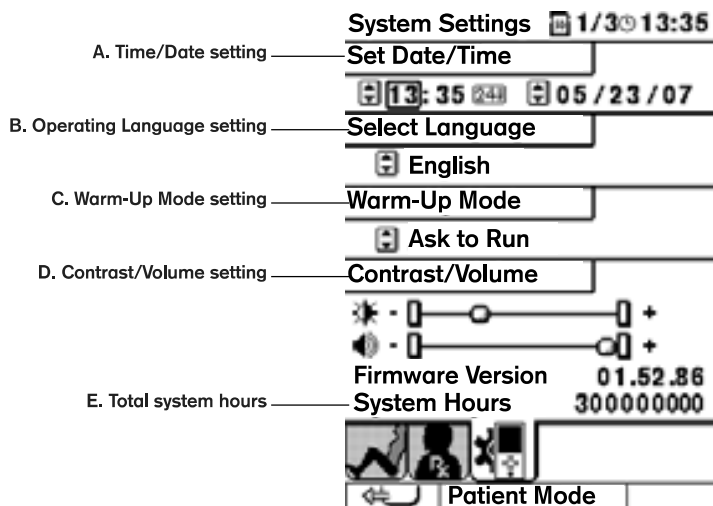 System Settings 1/3 13:35
A. Time/Date setting Set Date/Time
13:35 24H 05/23/07
B. Operating Language setting Select Language
English
C. Warm-Up Mode setting Warm-Up Mode
Ask to Run
D. Contrast/Volume setting Contrast/Volume
- +
- +
Firmware Version 01.52.86
E. Total system hours System Hours 300000000
Rx
Patient Mode